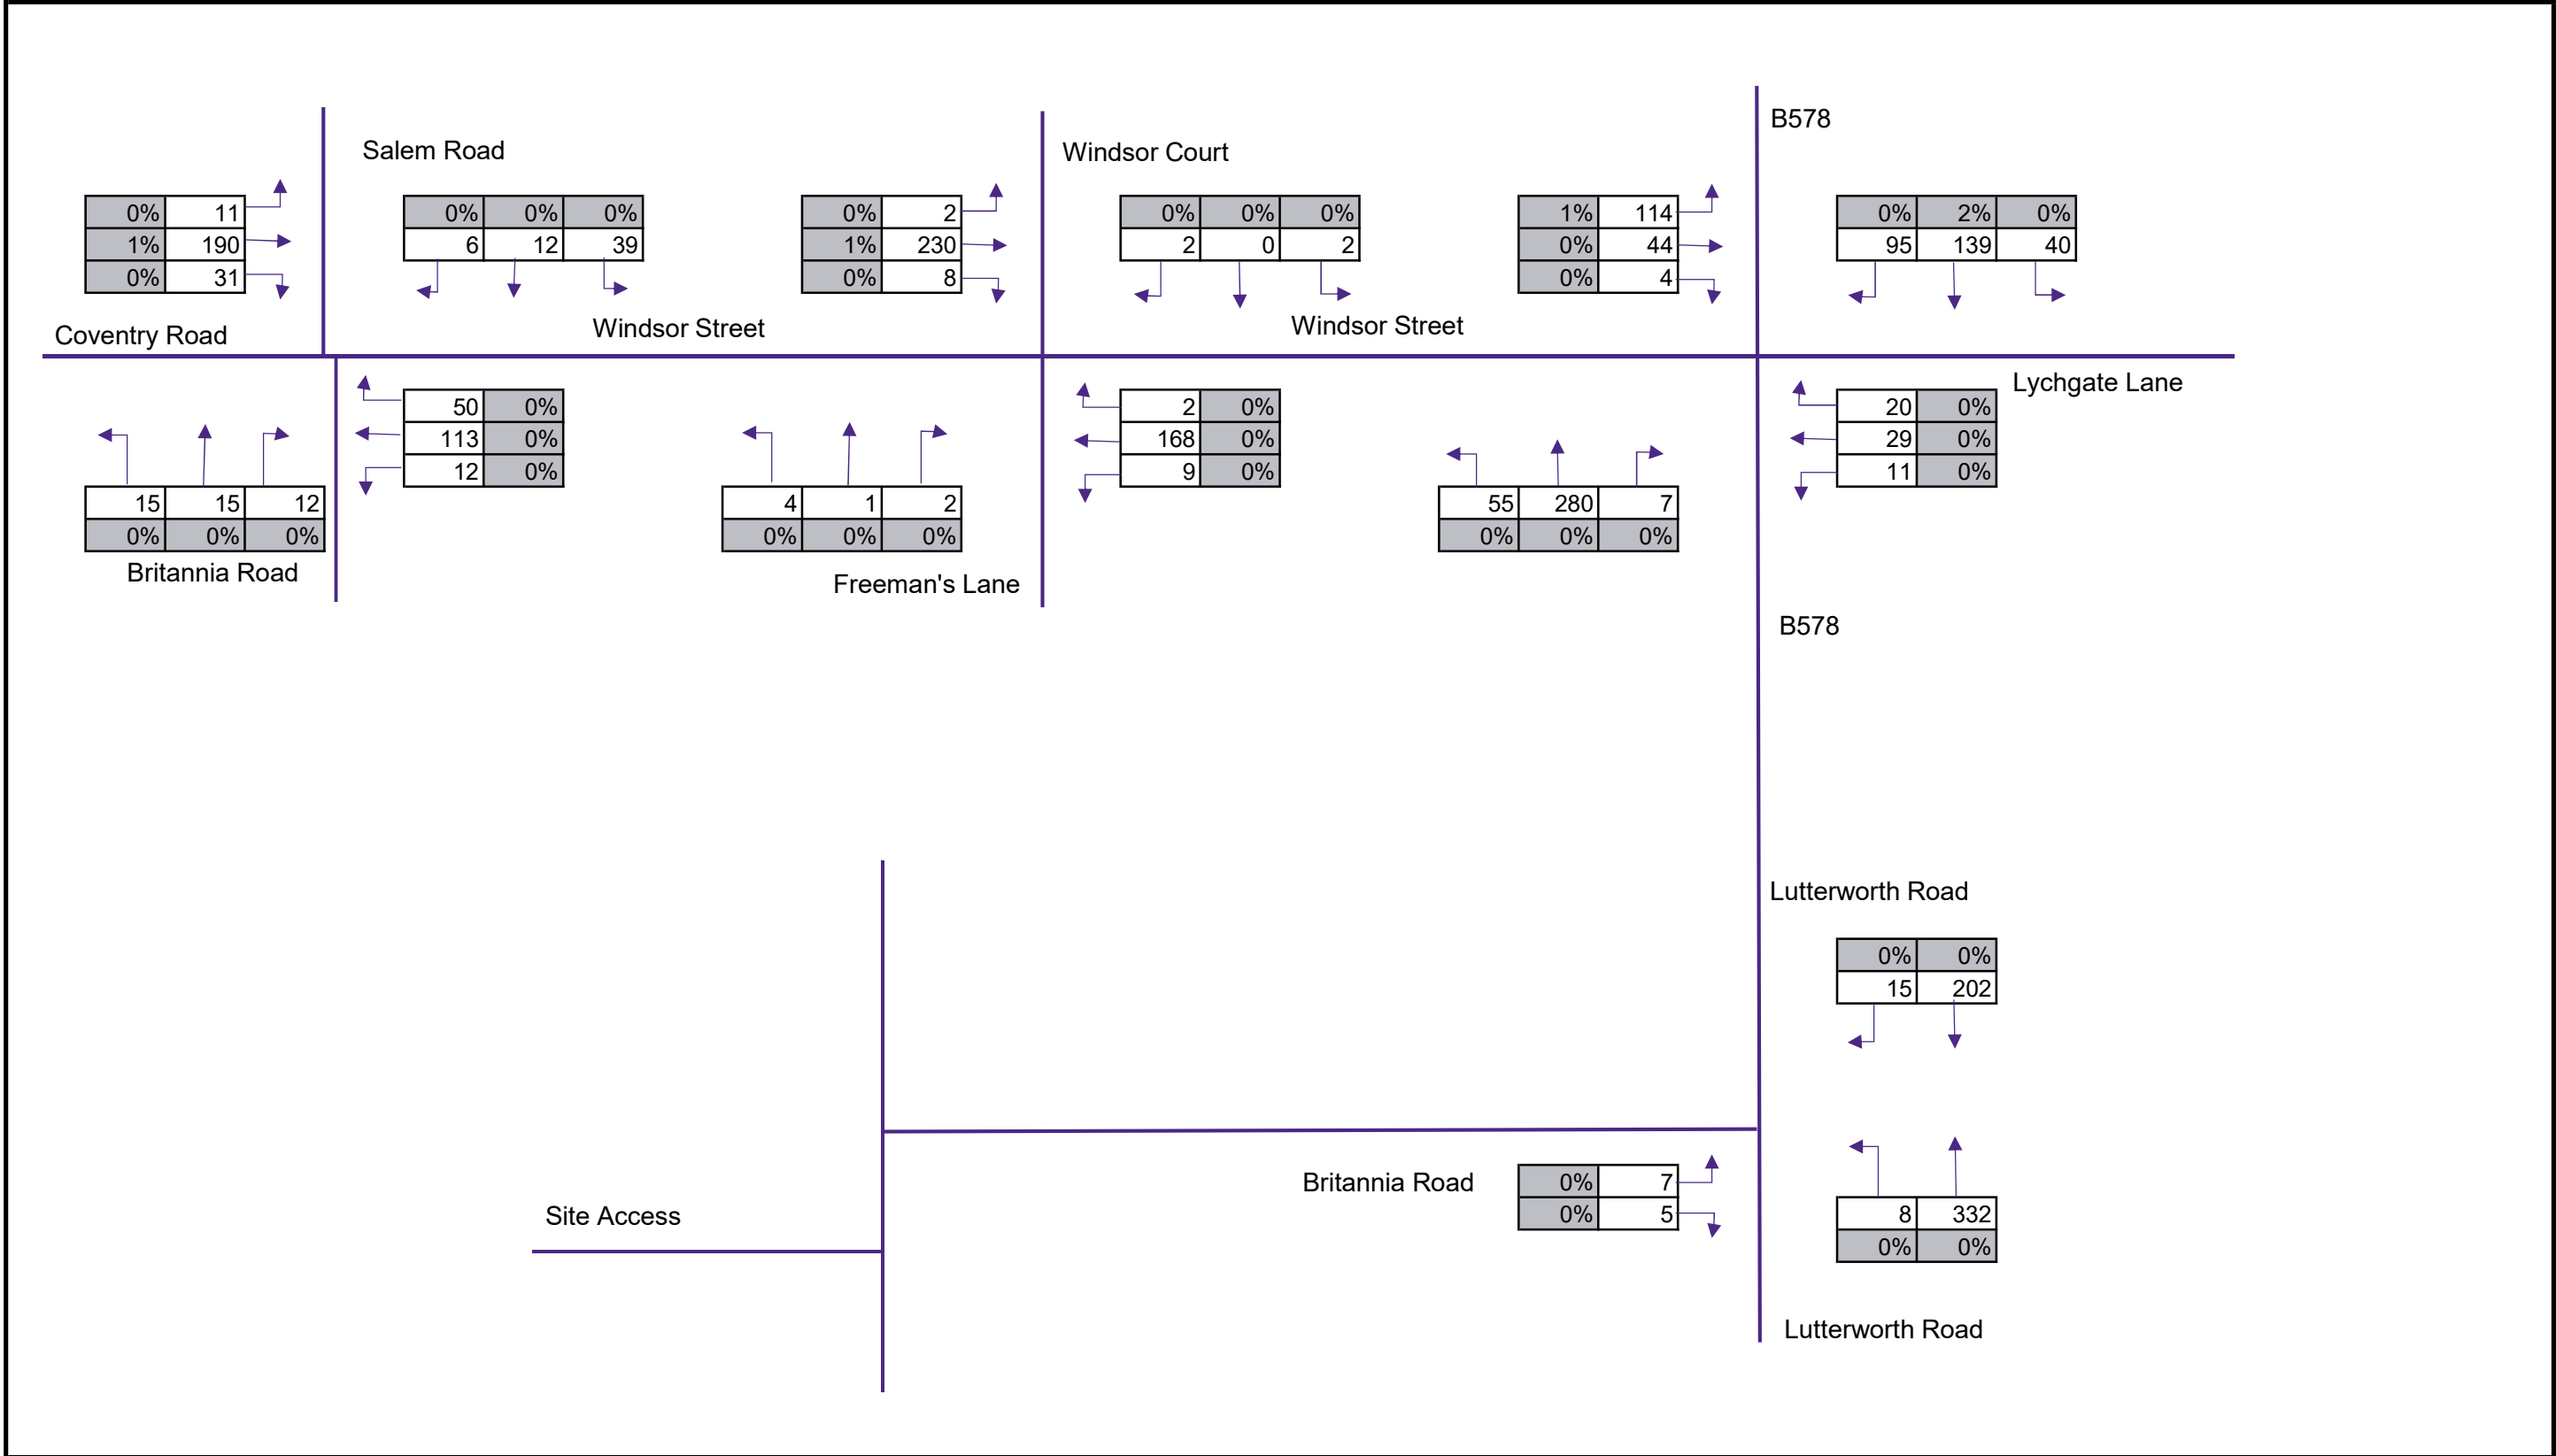 B578
Salem Road
Windsor Court
0% 11
1% 190
0% 31
0% 0% 0%
6 12 39
0% 2
1% 230
0% 8
0% 0% 0%
2 0 2
1% 114
0% 44
0% 4
0% 2% 0%
95 139 40
Coventry Road
Windsor Street
Windsor Street
Lychgate Lane
50 0%
113 0%
12 0%
2 0%
168 0%
9 0%
20 0%
29 0%
11 0%
15 15 12
0% 0% 0%
4 1 2
0% 0% 0%
55 280 7
0% 0% 0%
Britannia Road
Freeman's Lane
B578
Lutterworth Road
0% 0%
15 202
Britannia Road
0% 7
0% 5
Site Access
8 332
0% 0%
Lutterworth Road